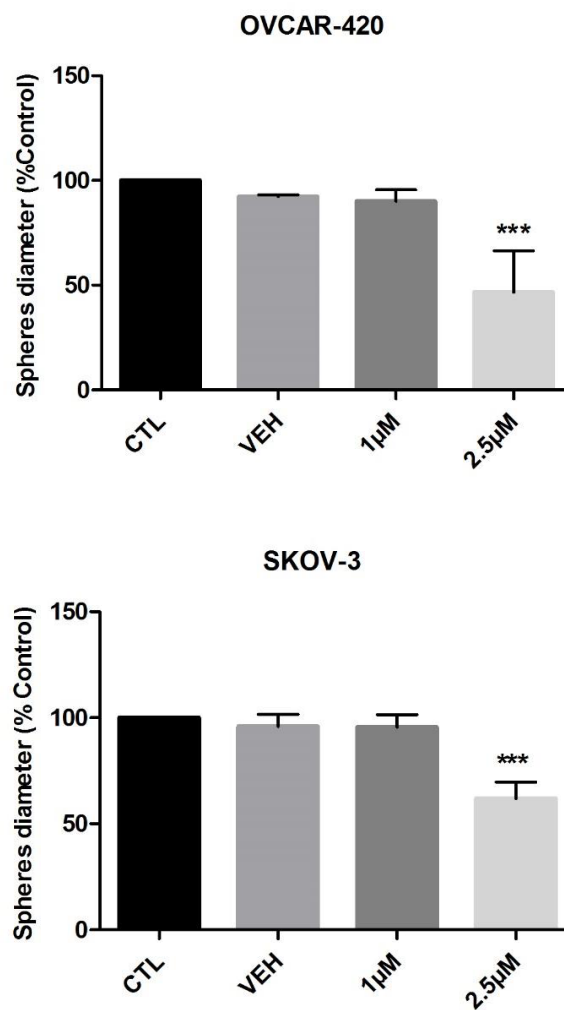 OVCAR-420
Spheres diameter (%Control)
150
100
50
0
***
CTL
VEH
1µM
2.5µM
SKOV-3
Spheres diameter (% Control)
150
100
50
0
***
CTL
VEH
1µM
2.5µM